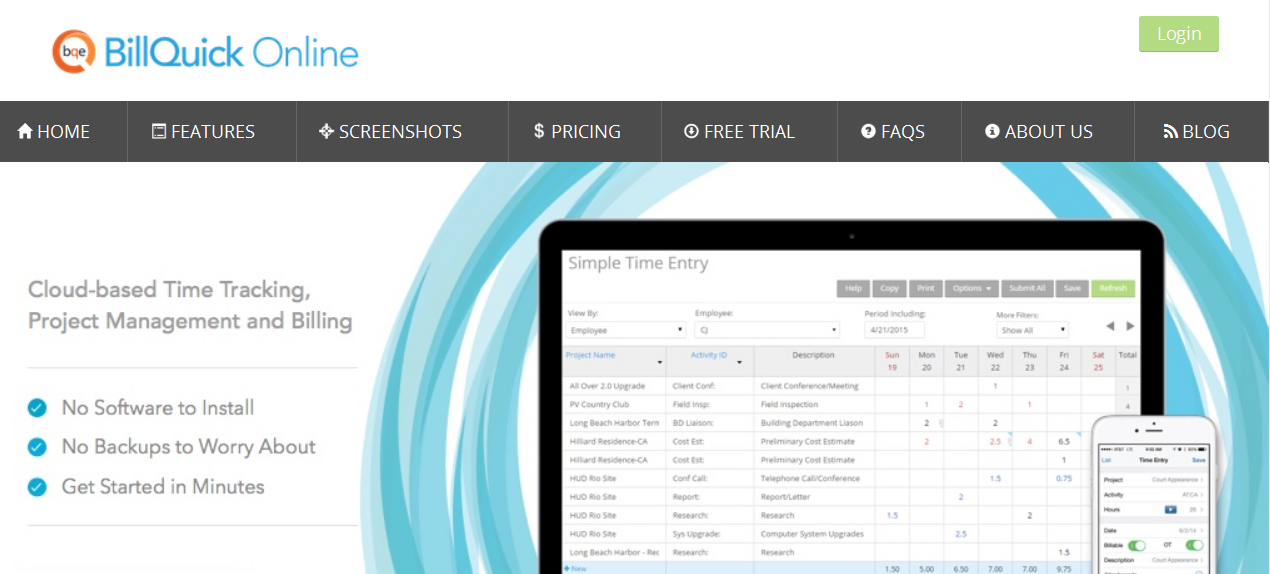 bqe BillQuick Online
Login
HOME FEATURES SCREENSHOTS $ PRICING FREE TRIAL FAQS ABOUT US BLOG
Cloud-based Time Tracking,
Project Management and Billing
No Software to Install
No Backups to Worry About
Get Started in Minutes
Simple Time Entry
Help Copy Print Options Submit All Save Refresh
View By: Employee: Period Including: More Filters:
Employee CJ 4/21/2015 Show All
Project Name Activity ID Description Sun 19 Mon 20 Tue 21 Wed 22 Thu 23 Fri 24 Sat 25 Total
All Over 2.0 Upgrade Client Conf: Client Conference/Meeting 1 1
PV Country Club Field Insp: Field Inspection 1 2 1 4
Long Beach Harbor Term BD Liaison: Building Department Liason 2 2
Hilliard Residence-CA Cost Est: Preliminary Cost Estimate 2 2.5 4 6.5
Hilliard Residence-CA Cost Est: Preliminary Cost Estimate 1
HUD Rio Site Conf Call: Telephone Call/Conference 1.5 0.75
HUD Rio Site Report: Report/Letter 2
HUD Rio Site Research: Research 1.5 2
HUD Rio Site Sys Upgrade: Computer System Upgrades 2.5
Long Beach Harbor - Rec Research: Research 1.5
New 1.50 5.00 6.50 7.00 7.00 9.75
List Time Entry Save
Project Court Appearance
Activity ATCA
Hours
Date
Billable OT
Description Court Appearance